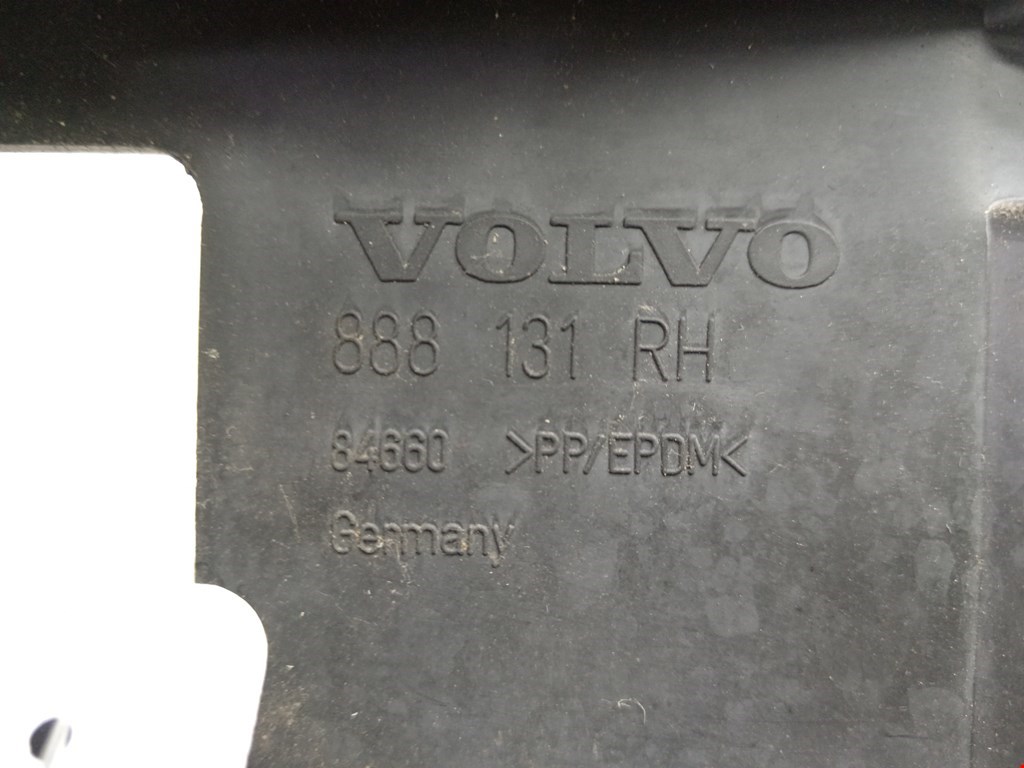 VOLVO
888 131 RH
84660 >PP/EPDM<
Germany